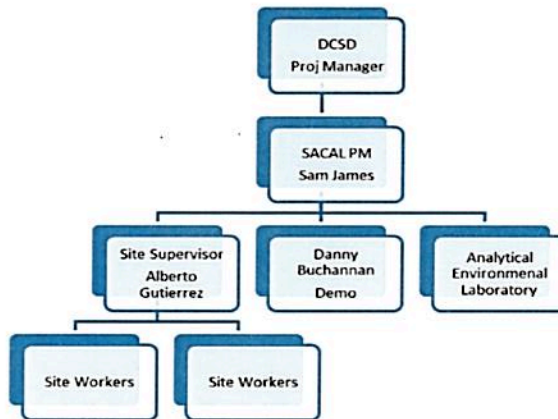 DCSD
Proj Manager
SACAL PM
Sam James
Site Supervisor
Alberto
Gutierrez
Danny
Buchannan
Demo
Analytical
Environmenal
Laboratory
Site Workers
Site Workers